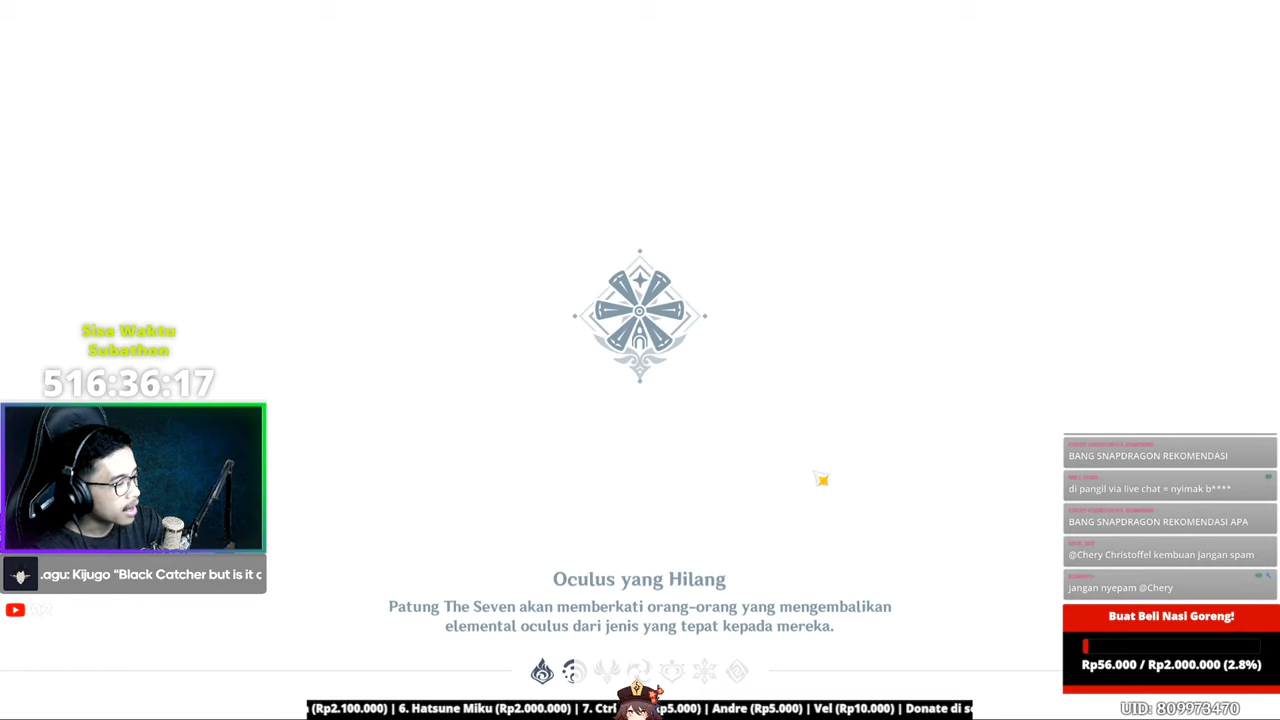 Sisa Waktu
Subathon
516:36:17
.agu: Kijugo “Black Catcher but is it c
Oculus yang Hilang
Patung The Seven akan memberkati orang-orang yang mengembalikan
elemental oculus dari jenis yang tepat kepada mereka.
BANG SNAPDRAGON REKOMENDASI
di pangil via live chat = nyimak b****
BANG SNAPDRAGON REKOMENDASI APA
@Chery Christoffel kembuan jangan spam
jangan nyepam @Chery
Buat Beli Nasi Goreng!
Rp56.000 / Rp2.000.000 (2.8%)
(Rp2.100.000) | 6. Hatsune Miku (Rp2.000.000) | 7. Ctrl p5.000) | Andre (Rp5.000) | Vel (Rp10.000) | Donate di se
UID: 809973470